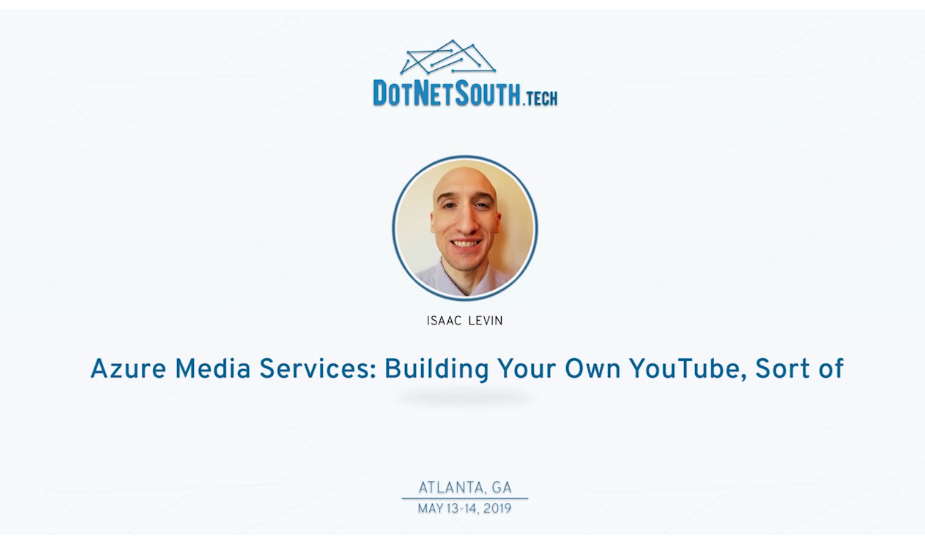 DOTNETSOUTH.TECH
ISAAC LEVIN
Azure Media Services: Building Your Own YouTube, Sort of
ATLANTA, GA
MAY 13-14, 2019